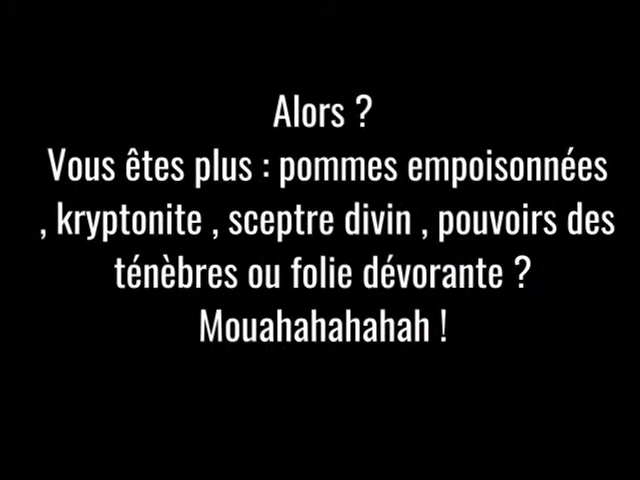 Alors ?
Vous êtes plus : pommes empoisonnées
, kryptonite , sceptre divin , pouvoirs des
ténèbres ou folie dévorante ?
Mouahahahahah !